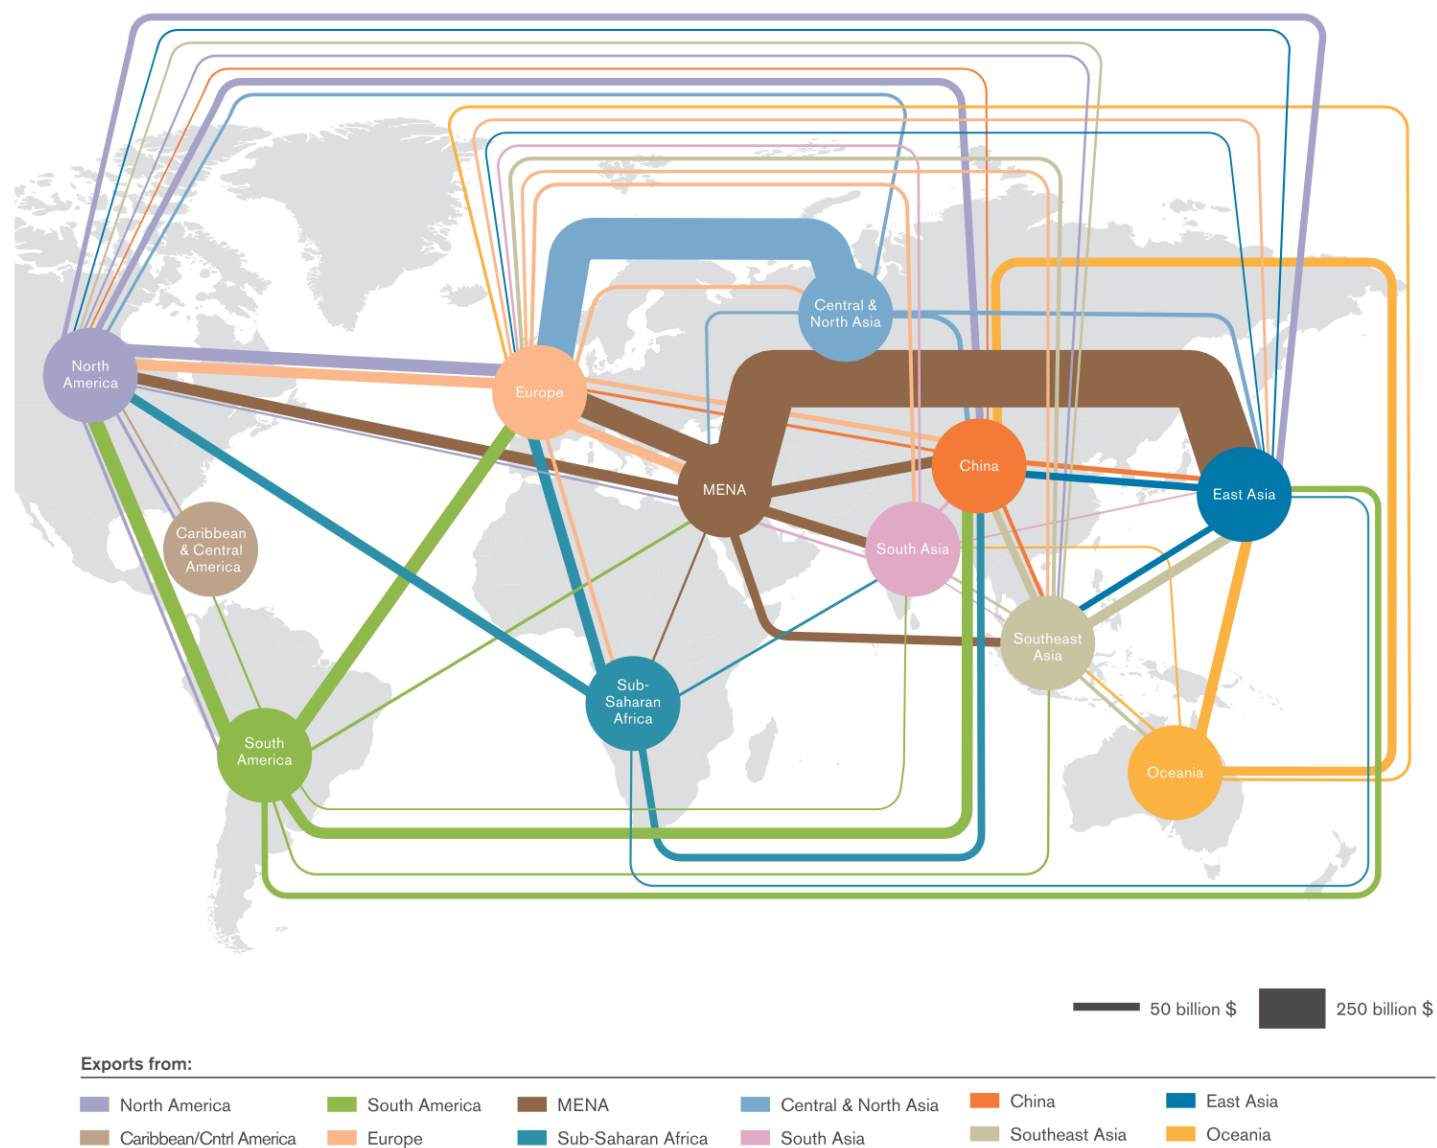 Central &
North Asia
North
America
Europe
China
MENA
East Asia
Caribbean
& Central
America
South Asia
Southeast
Asia
Sub-
Saharan
Africa
South
America
Oceania
50 billion $
250 billion $
Exports from:
North America
South America
MENA
Central & North Asia
China
East Asia
Caribbean/Cntrl America
Europe
Sub-Saharan Africa
South Asia
Southeast Asia
Oceania